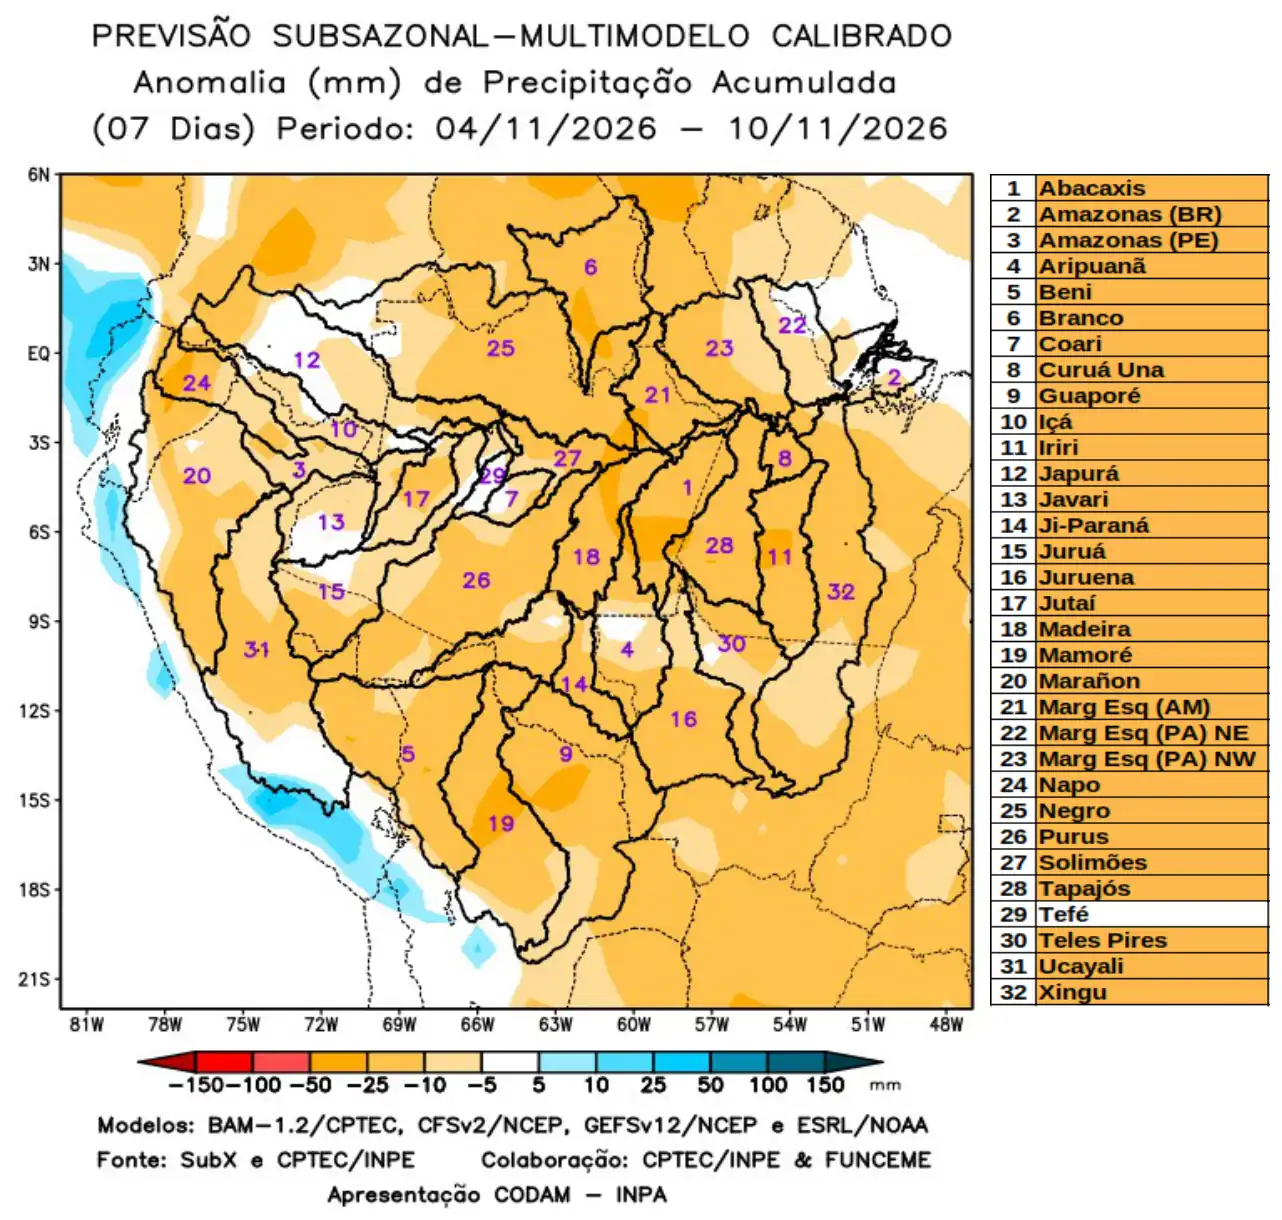 PREVISÃO SUBSAZONAL-MULTIMODELO CALIBRADO
Anomalia (mm) de Precipitação Acumulada
(07 Dias) Periodo: 04/11/2026 - 10/11/2026
6N
3N
EQ
3S
6S
9S
12S
15S
18S
21S
81W 78W 75W 72W 69W 66W 63W 60W 57W 54W 51W 48W
6
22
25
23
12
2
24
21
10
27
8
3
20
29
17
7
1
13
28
18
11
26
15
32
30
31
4
14
16
5
9
19
1 Abacaxis
2 Amazonas (BR)
3 Amazonas (PE)
4 Aripuanã
5 Beni
6 Branco
7 Coari
8 Curuá Una
9 Guaporé
10 Içá
11 Iriri
12 Japurá
13 Javari
14 Ji-Paraná
15 Juruá
16 Juruena
17 Jutaí
18 Madeira
19 Mamoré
20 Marañon
21 Marg Esq (AM)
22 Marg Esq (PA) NE
23 Marg Esq (PA) NW
24 Napo
25 Negro
26 Purus
27 Solimões
28 Tapajós
29 Tefé
30 Teles Pires
31 Ucayali
32 Xingu
-150 -100 -50 -25 -10 -5 5 10 25 50 100 150 mm
Modelos: BAM-1.2/CPTEC, CFSv2/NCEP, GEFSv12/NCEP e ESRL/NOAA
Fonte: SubX e CPTEC/INPE Colaboração: CPTEC/INPE & FUNCEME
Apresentação CODAM - INPA